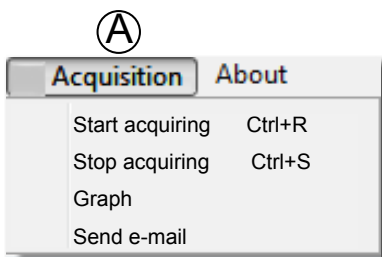 A
Acquisition About
Start acquiring Ctrl+R
Stop acquiring Ctrl+S
Graph
Send e-mail